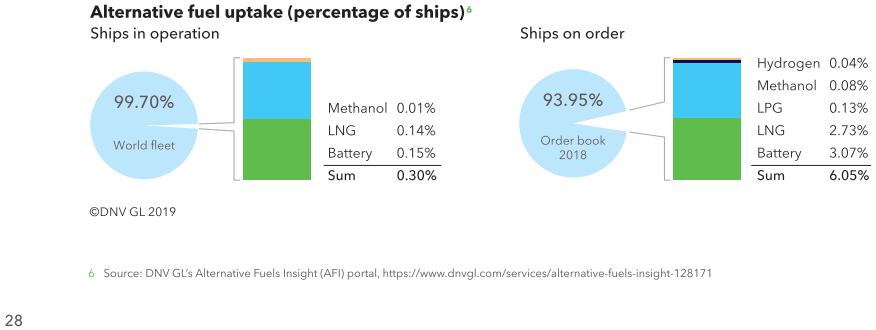 Alternative fuel uptake (percentage of ships)⁶
Ships in operation
99.70%
World fleet
Methanol 0.01%
LNG 0.14%
Battery 0.15%
Sum 0.30%
Ships on order
93.95%
Order book
2018
Hydrogen 0.04%
Methanol 0.08%
LPG 0.13%
LNG 2.73%
Battery 3.07%
Sum 6.05%
©DNV GL 2019
6 Source: DNV GL’s Alternative Fuels Insight (AFI) portal, https://www.dnvgl.com/services/alternative-fuels-insight-128171
28